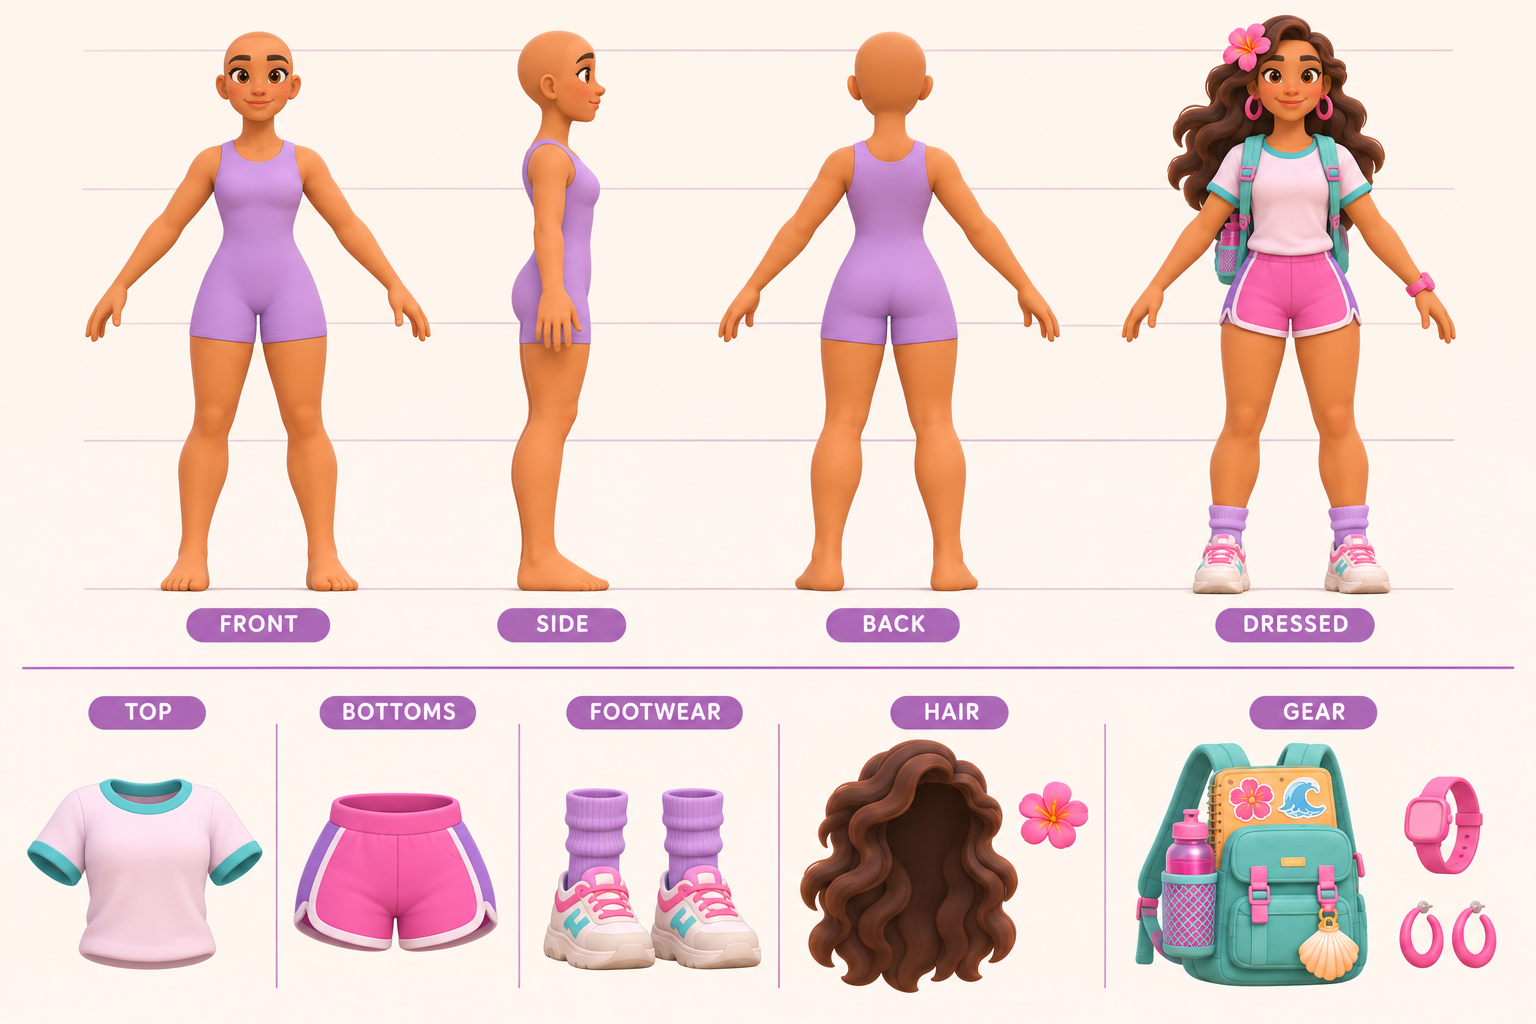 FRONT
SIDE
BACK
DRESSED
TOP
BOTTOMS
FOOTWEAR
HAIR
GEAR